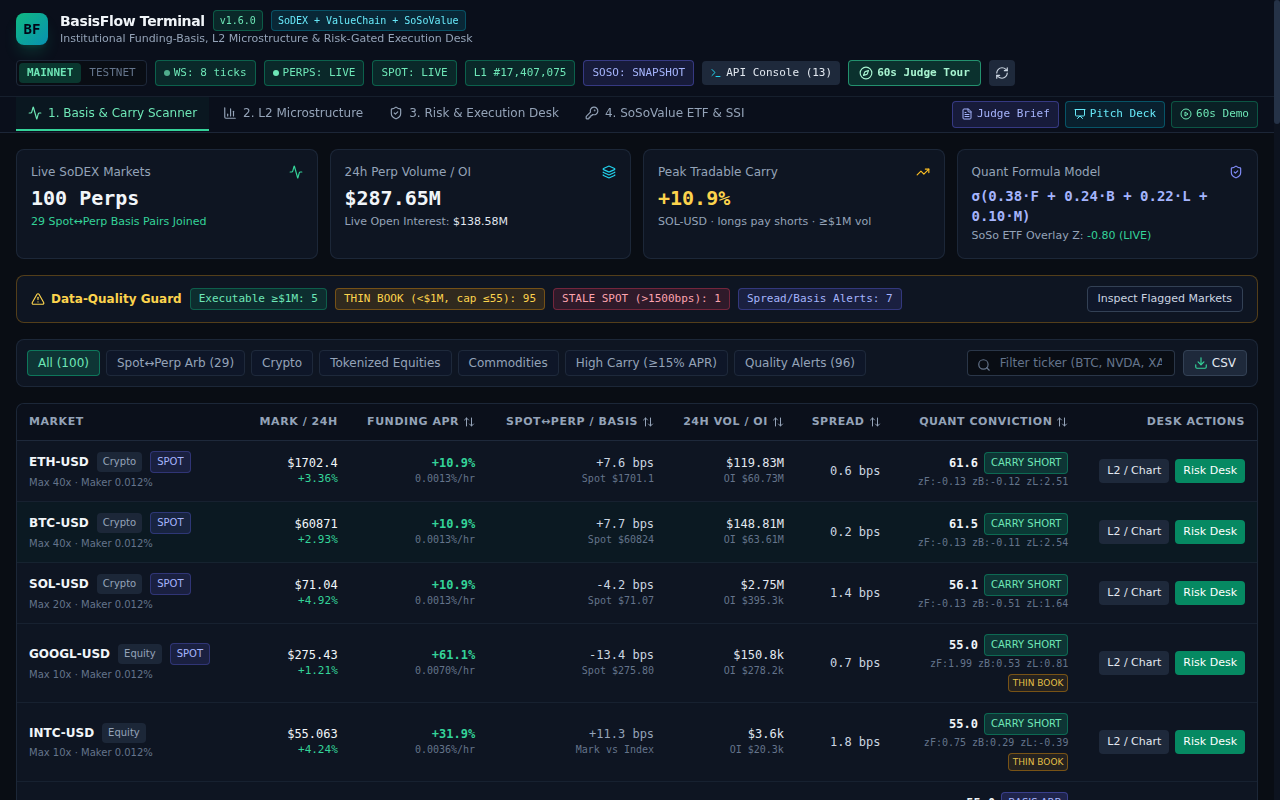 BF BasisFlow Terminal v1.6.0 SoDEX + ValueChain + SoSoValue
Institutional Funding-Basis, L2 Microstructure & Risk-Gated Execution Desk
MAINNET TESTNET WS: 8 ticks PERPS: LIVE SPOT: LIVE L1 #17,407,075 SOSO: SNAPSHOT API Console (13) 60s Judge Tour
1. Basis & Carry Scanner 2. L2 Microstructure 3. Risk & Execution Desk 4. SoSoValue ETF & SSI Judge Brief Pitch Deck 60s Demo
Live SoDEX Markets
100 Perps
29 Spot↔Perp Basis Pairs Joined
24h Perp Volume / OI
$287.65M
Live Open Interest: $138.58M
Peak Tradable Carry
+10.9%
SOL-USD · longs pay shorts · ≥$1M vol
Quant Formula Model
σ(0.38·F + 0.24·B + 0.22·L +
0.10·M)
SoSo ETF Overlay Z: -0.80 (LIVE)
Data-Quality Guard Executable ≥$1M: 5 THIN BOOK (<$1M, cap ≤55): 95 STALE SPOT (>1500bps): 1 Spread/Basis Alerts: 7 Inspect Flagged Markets
All (100) Spot↔Perp Arb (29) Crypto Tokenized Equities Commodities High Carry (≥15% APR) Quality Alerts (96) Filter ticker (BTC, NVDA, XA CSV
MARKET MARK / 24H FUNDING APR SPOT↔PERP / BASIS 24H VOL / OI SPREAD QUANT CONVICTION DESK ACTIONS
ETH-USD Crypto SPOT $1702.4 +10.9% +7.6 bps $119.83M 0.6 bps 61.6 CARRY SHORT L2 / Chart Risk Desk
Max 40x · Maker 0.012% +3.36% 0.0013%/hr Spot $1701.1 OI $60.73M zF:-0.13 zB:-0.12 zL:2.51
BTC-USD Crypto SPOT $60871 +10.9% +7.7 bps $148.81M 0.2 bps 61.5 CARRY SHORT L2 / Chart Risk Desk
Max 40x · Maker 0.012% +2.93% 0.0013%/hr Spot $60824 OI $63.61M zF:-0.13 zB:-0.11 zL:2.54
SOL-USD Crypto SPOT $71.04 +10.9% -4.2 bps $2.75M 1.4 bps 56.1 CARRY SHORT L2 / Chart Risk Desk
Max 20x · Maker 0.012% +4.92% 0.0013%/hr Spot $71.07 OI $395.3k zF:-0.13 zB:-0.51 zL:1.64
GOOGL-USD Equity SPOT $275.43 +61.1% -13.4 bps $150.8k 0.7 bps 55.0 CARRY SHORT L2 / Chart Risk Desk
Max 10x · Maker 0.012% +1.21% 0.0070%/hr Spot $275.80 OI $278.2k zF:1.99 zB:0.53 zL:0.81
THIN BOOK
INTC-USD Equity $55.063 +31.9% +11.3 bps $3.6k 1.8 bps 55.0 CARRY SHORT L2 / Chart Risk Desk
Max 10x · Maker 0.012% +4.24% 0.0036%/hr Mark vs Index OI $20.3k zF:0.75 zB:0.29 zL:-0.39
THIN BOOK